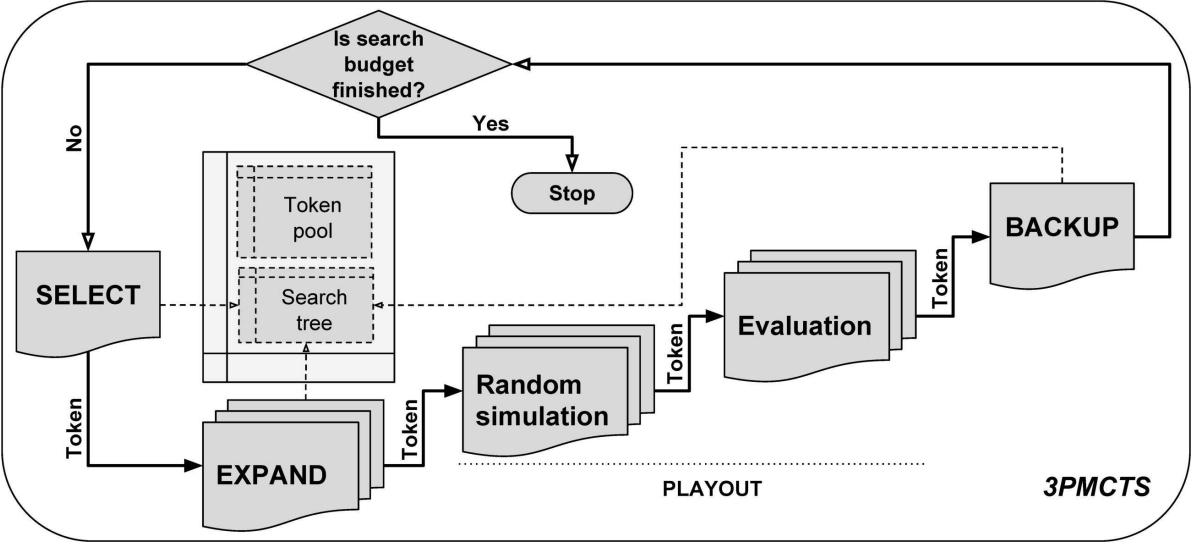 Is search
budget
finished?
Yes
No
Stop
Token
pool
Search
tree
SELECT
Token
EXPAND
Token
Random
simulation
Token
Evaluation
Token
BACKUP
PLAYOUT
3PMCTS